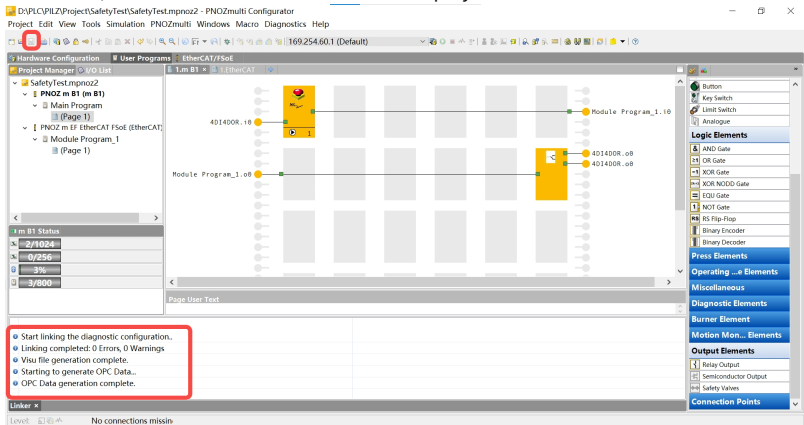 D:\PLC\PILZ\Project\SafetyTest\SafetyTest.mpnoz2 - PNOZmulti Configurator
Project Edit View Tools Simulation PNOZmulti Windows Macro Diagnostics Help
169.254.60.1 (Default)
Hardware Configuration User Programs EtherCAT/FSoE
Project Manager I/O List
1.m B1 × 1.EtherCAT
SafetyTest.mpnoz2
PNOZ m B1 (m B1)
Main Program
(Page 1)
PNOZ m EF EtherCAT FSoE (EtherCAT)
Module Program_1
(Page 1)
4DI4DOR.i0
1
Module Program_1.i0
Module Program_1.o0
4DI4DOR.o0
4DI4DOR.o0
m B1 Status
2/1024
0/256
3%
3/800
Page User Text
Start linking the diagnostic configuration..
Linking completed: 0 Errors, 0 Warnings
Visu file generation complete.
Starting to generate OPC Data...
OPC Data generation complete.
Linker ×
Level:
No connections missin
Button
Key Switch
Limit Switch
Analogue
Logic Elements
& AND Gate
≥1 OR Gate
=1 XOR Gate
XOR NODD Gate
= EQU Gate
1 NOT Gate
RS RS Flip-Flop
Binary Encoder
Binary Decoder
Press Elements
Operating ...e Elements
Miscellaneous
Diagnostic Elements
Burner Element
Motion Mon... Elements
Output Elements
Relay Output
Semiconductor Output
Safety Valves
Connection Points